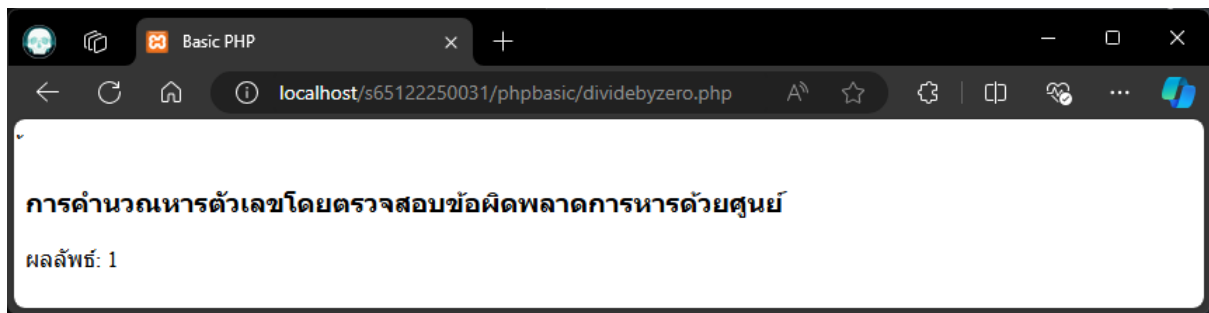 Basic PHP
localhost/s65122250031/phpbasic/dividebyzero.php
้
การคำนวณหารตัวเลขโดยตรวจสอบข้อผิดพลาดการหารด้วยศูนย์
ผลลัพธ์: 1